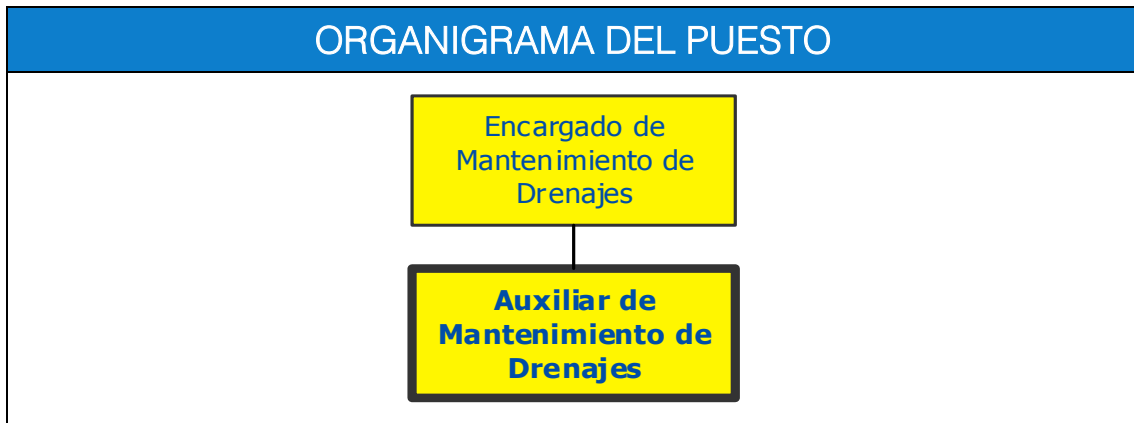 ORGANIGRAMA DEL PUESTO
Encargado de
Mantenimiento de
Drenajes
Auxiliar de
Mantenimiento de
Drenajes